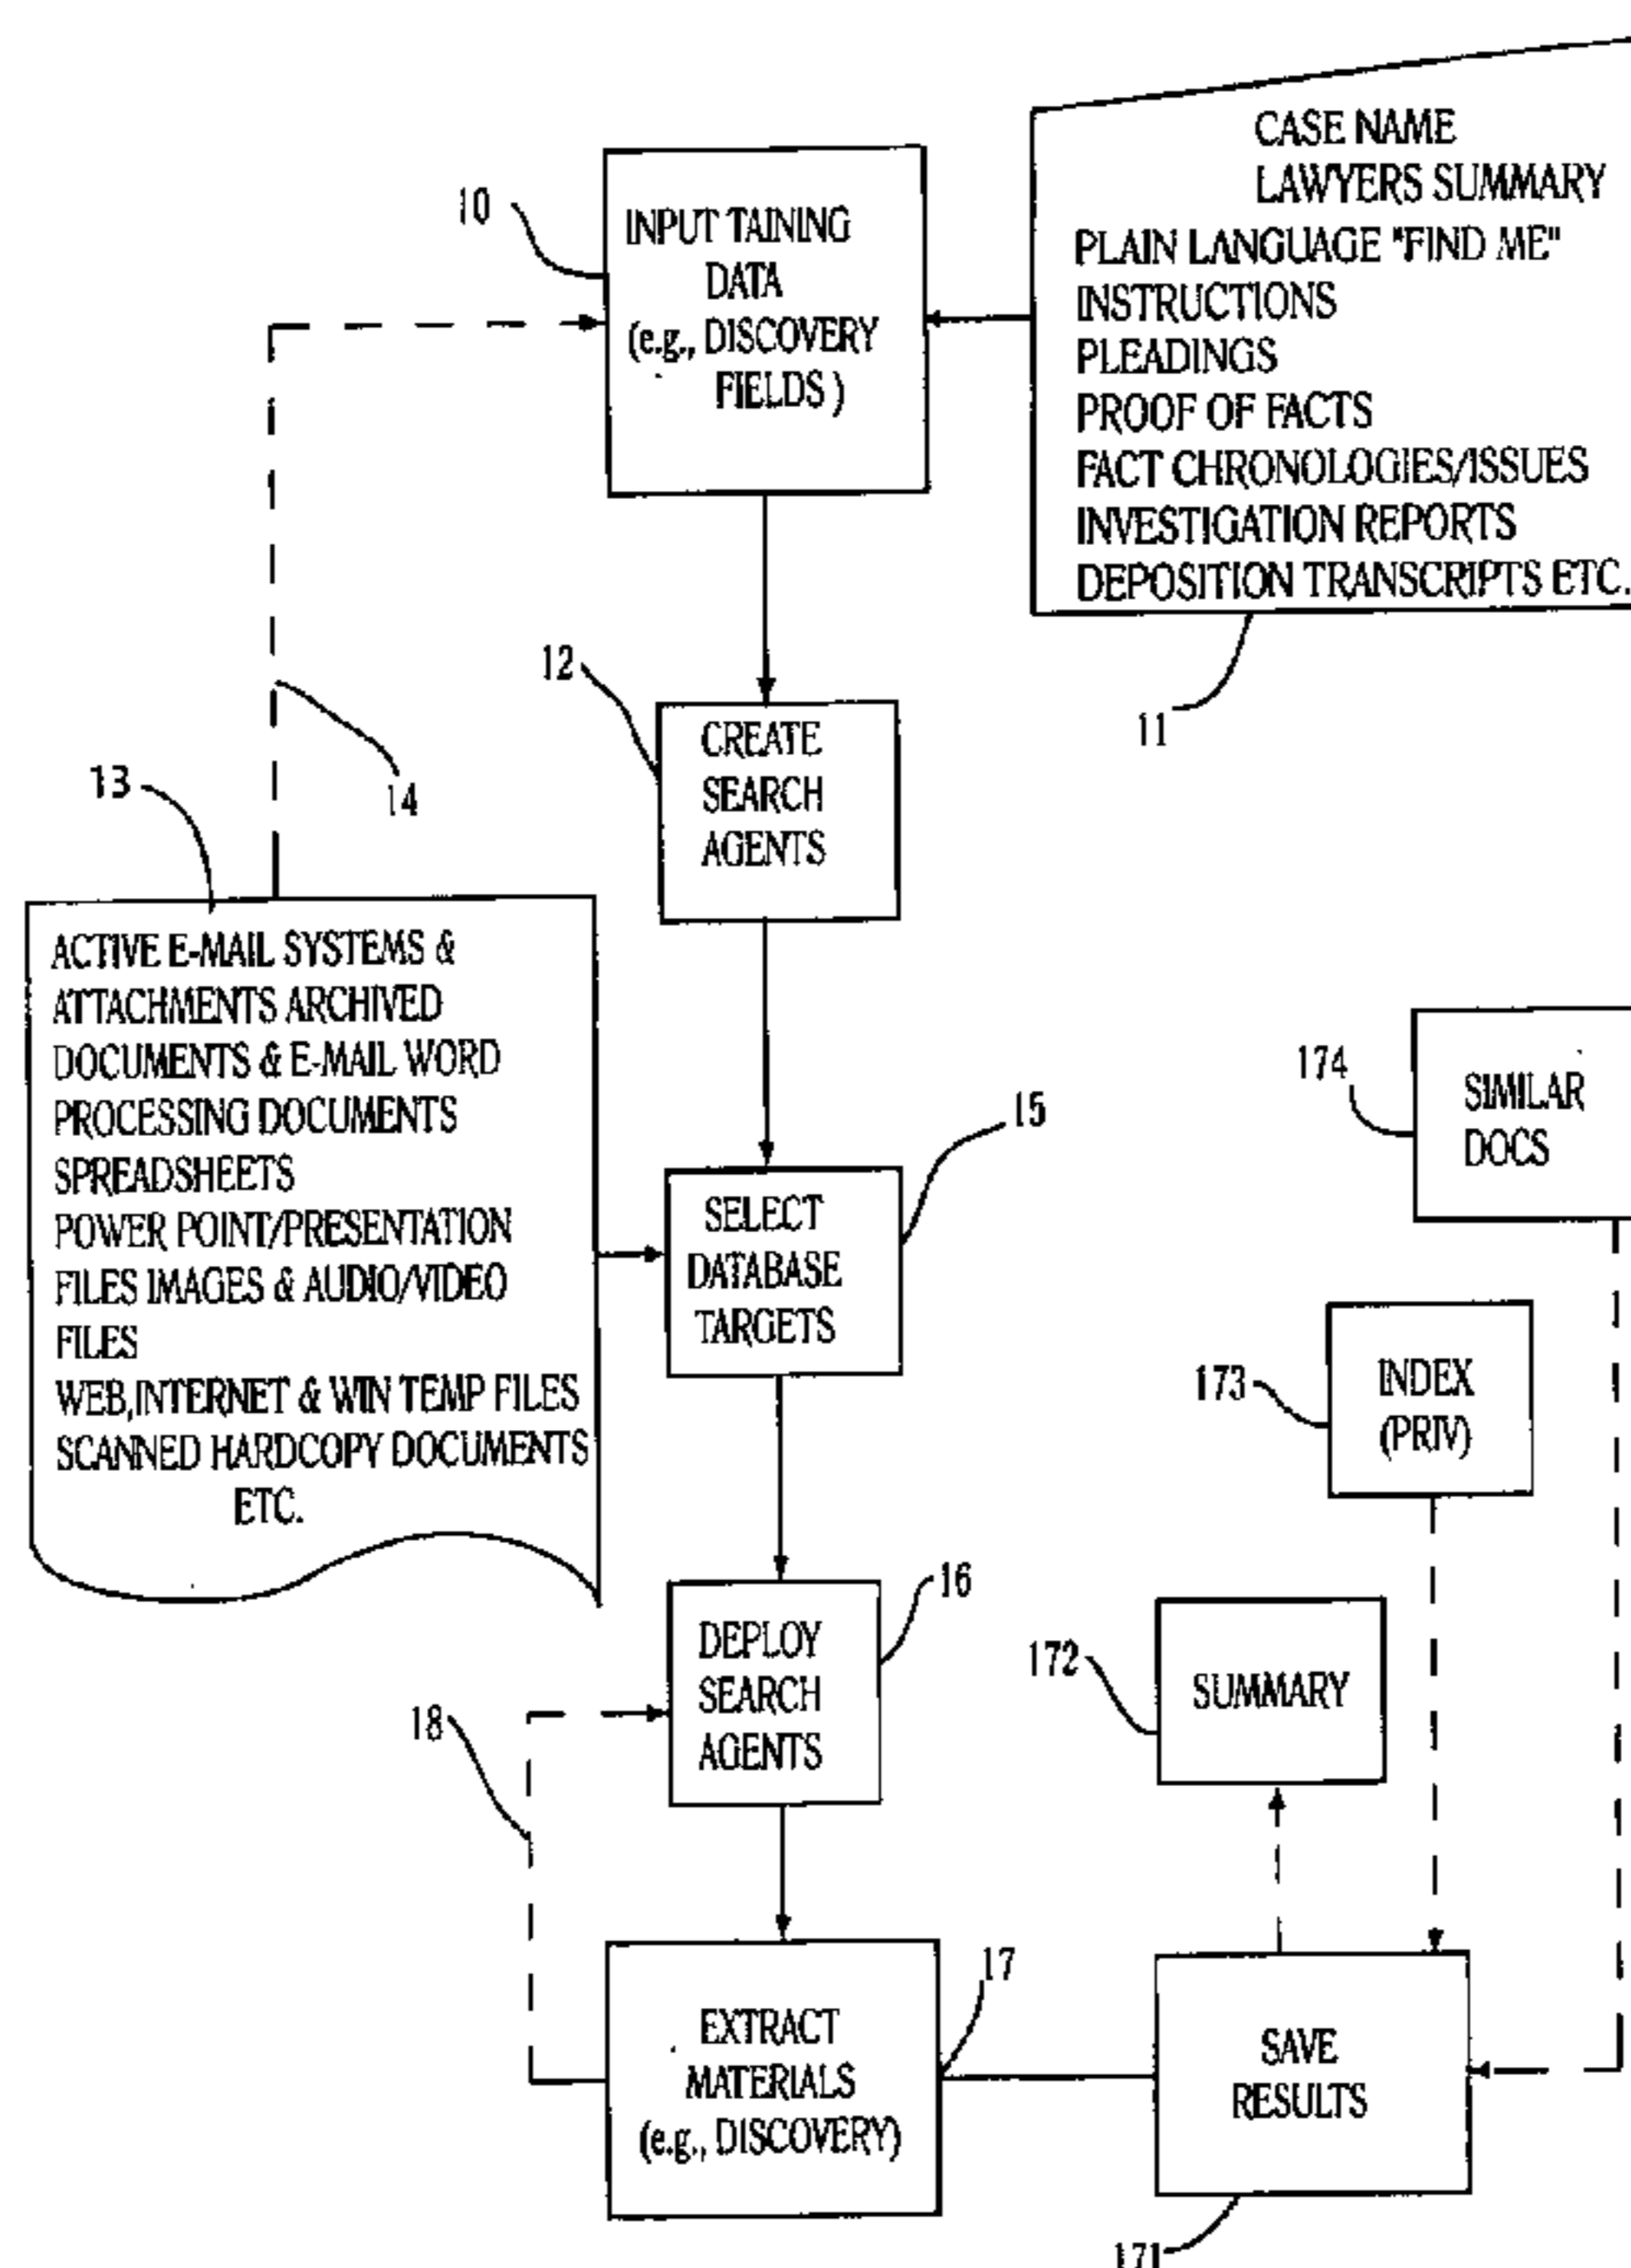 CASE NAME
LAWYERS SUMMARY
PLAIN LANGUAGE "FIND ME"
INSTRUCTIONS
PLEADINGS
PROOF OF FACTS
FACT CHRONOLOGIES/ISSUES
INVESTIGATION REPORTS
DEPOSITION TRANSCRIPTS ETC.
11
10
INPUT TAINING
DATA
(e.g., DISCOVERY
FIELDS)
12
CREATE
SEARCH
AGENTS
13
14
ACTIVE E-MAIL SYSTEMS &
ATTACHMENTS ARCHIVED
DOCUMENTS & E-MAIL WORD
PROCESSING DOCUMENTS
SPREADSHEETS
POWER POINT/PRESENTATION
FILES IMAGES & AUDIO/VIDEO
FILES
WEB,INTERNET & WIN TEMP FILES
SCANNED HARDCOPY DOCUMENTS
ETC.
15
SELECT
DATABASE
TARGETS
174
SIMILAR
DOCS
173
INDEX
(PRIV)
16
DEPLOY
SEARCH
AGENTS
172
SUMMARY
18
17
EXTRACT
MATERIALS
(e.g., DISCOVERY)
SAVE
RESULTS
171